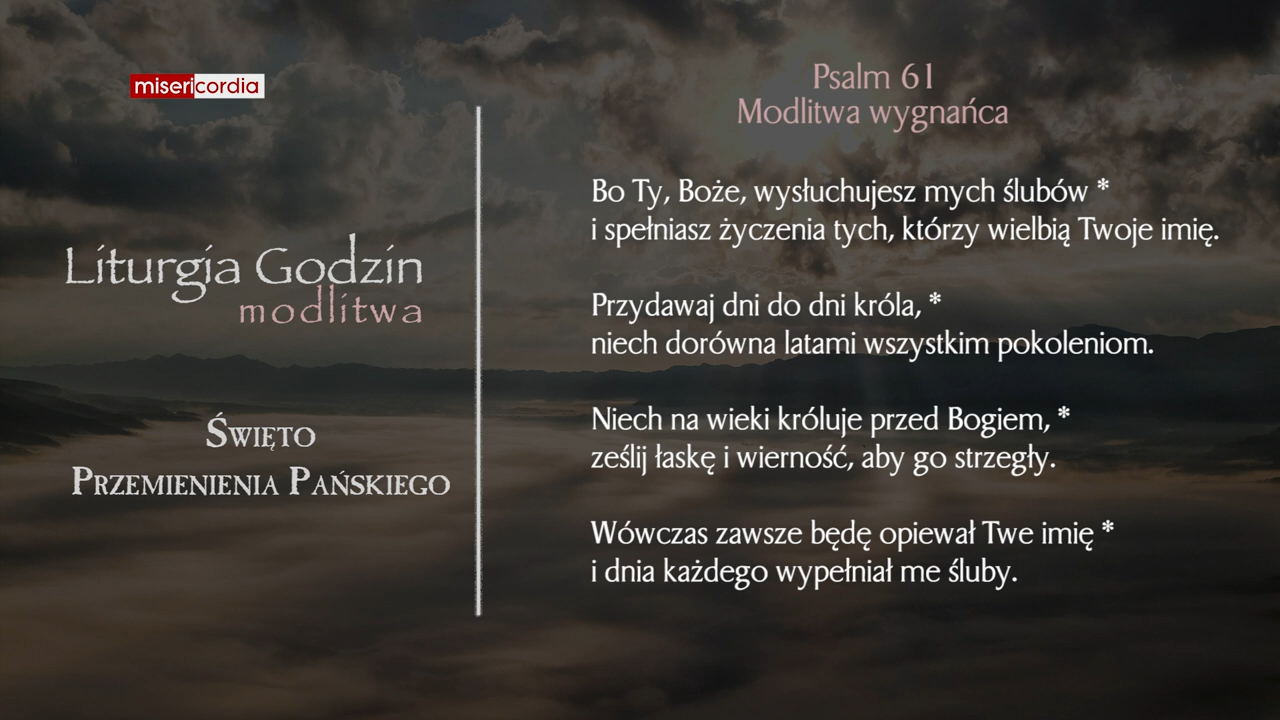 misericordia
Liturgia Godzin
modlitwa
Święto
Przemienienia Pańskiego
Psalm 61
Modlitwa wygnańca
Bo Ty, Boże, wysłuchujesz mych ślubów *
i spełniasz życzenia tych, którzy wielbią Twoje imię.
Przydawaj dni do dni króla, *
niech dorówna latami wszystkim pokoleniom.
Niech na wieki króluje przed Bogiem, *
ześlij łaskę i wierność, aby go strzegły.
Wówczas zawsze będę opiewał Twe imię *
i dnia każdego wypełniał me śluby.